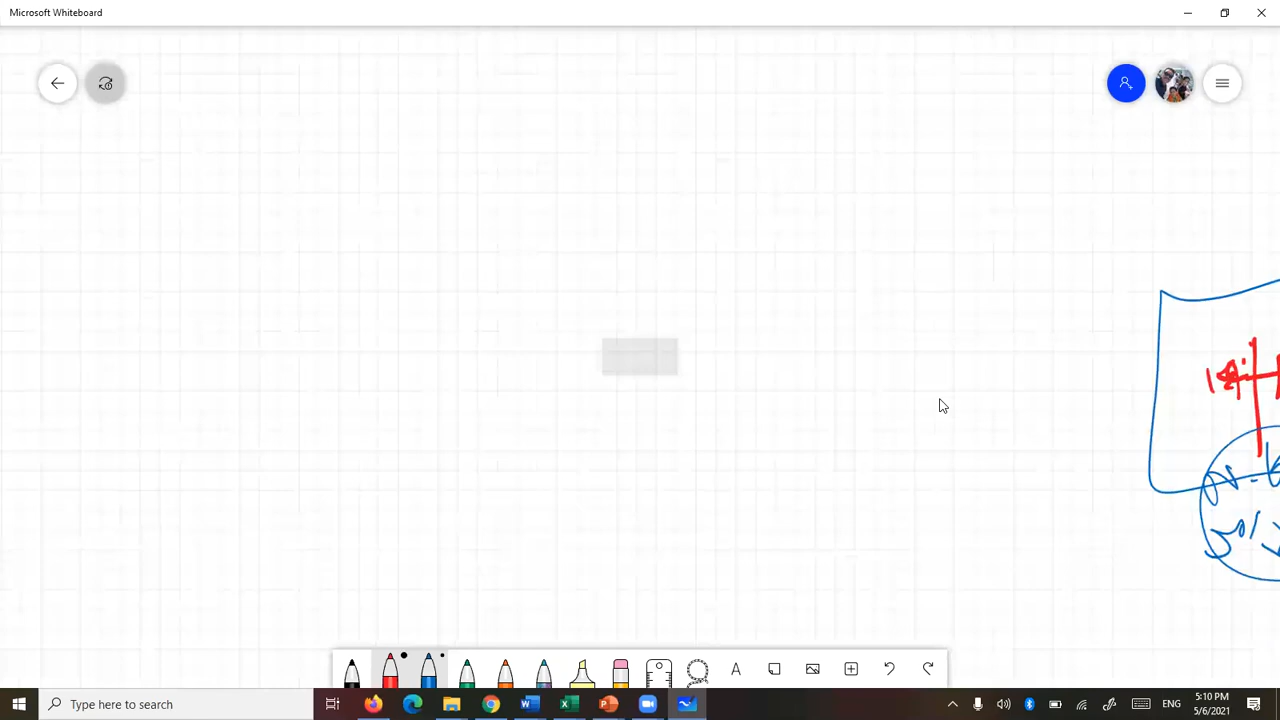 Microsoft Whiteboard
A
Type here to search
ENG
5:10 PM
5/6/2021